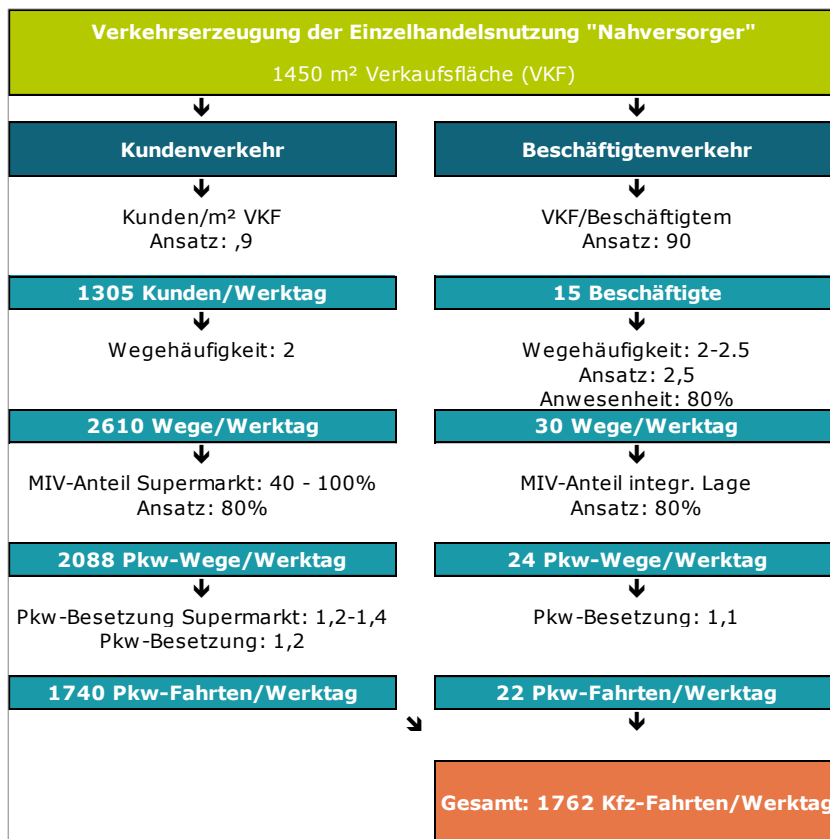 Verkehrserzeugung der Einzelhandelsnutzung "Nahversorger"
1450 m² Verkaufsfläche (VKF)
Kundenverkehr
Kunden/m² VKF
Ansatz: ,9
1305 Kunden/Werktag
Wegehäufigkeit: 2
2610 Wege/Werktag
MIV-Anteil Supermarkt: 40 - 100%
Ansatz: 80%
2088 Pkw-Wege/Werktag
Pkw-Besetzung Supermarkt: 1,2-1,4
Pkw-Besetzung: 1,2
1740 Pkw-Fahrten/Werktag
Beschäftigtenverkehr
VKF/Beschäftigtem
Ansatz: 90
15 Beschäftigte
Wegehäufigkeit: 2-2.5
Ansatz: 2,5
Anwesenheit: 80%
30 Wege/Werktag
MIV-Anteil integr. Lage
Ansatz: 80%
24 Pkw-Wege/Werktag
Pkw-Besetzung: 1,1
22 Pkw-Fahrten/Werktag
Gesamt: 1762 Kfz-Fahrten/Werktag